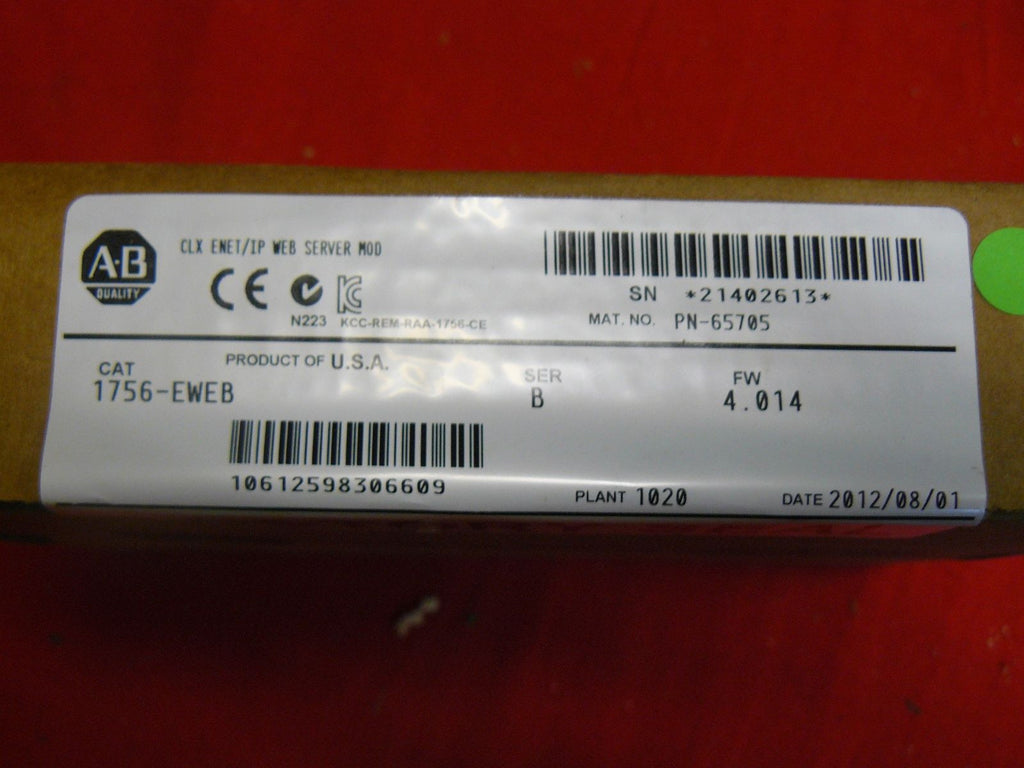 A·B
QUALITY
CLX ENET/IP WEB SERVER MOD
CE
N223 KCC-REM-RAA-1756-CE
SN *21402613*
MAT. NO. PN-65705
CAT
1756-EWEB
PRODUCT OF U.S.A.
SER
B
FW
4.014
10612598306609
PLANT 1020
DATE 2012/08/01